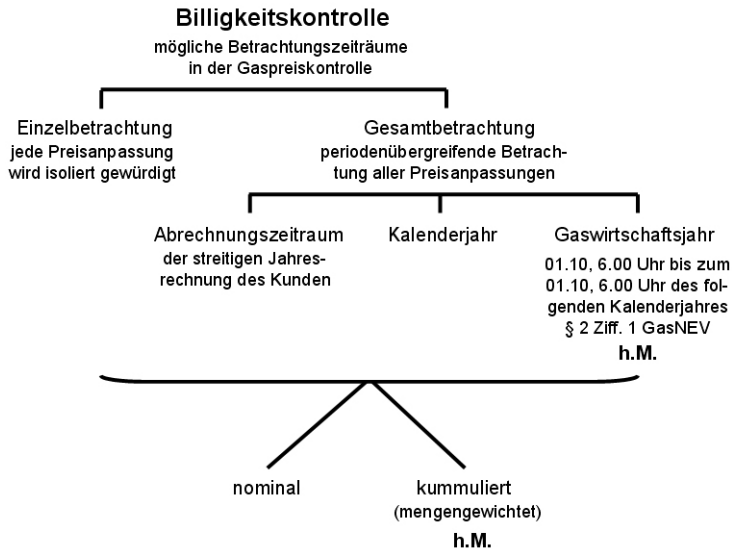 Billigkeitskontrolle
mögliche Betrachtungszeiträume
in der Gaspreiskontrolle
Einzelbetrachtung
jede Preisanpassung
wird isoliert gewürdigt
Gesamtbetrachtung
periodenübergreifende Betrach-
tung aller Preisanpassungen
Abrechnungszeitraum
der streitigen Jahres-
rechnung des Kunden
Kalenderjahr
Gaswirtschaftsjahr
01.10, 6.00 Uhr bis zum
01.10, 6.00 Uhr des fol-
genden Kalenderjahres
§ 2 Ziff. 1 GasNEV
h.M.
nominal
kummuliert
(mengengewichtet)
h.M.